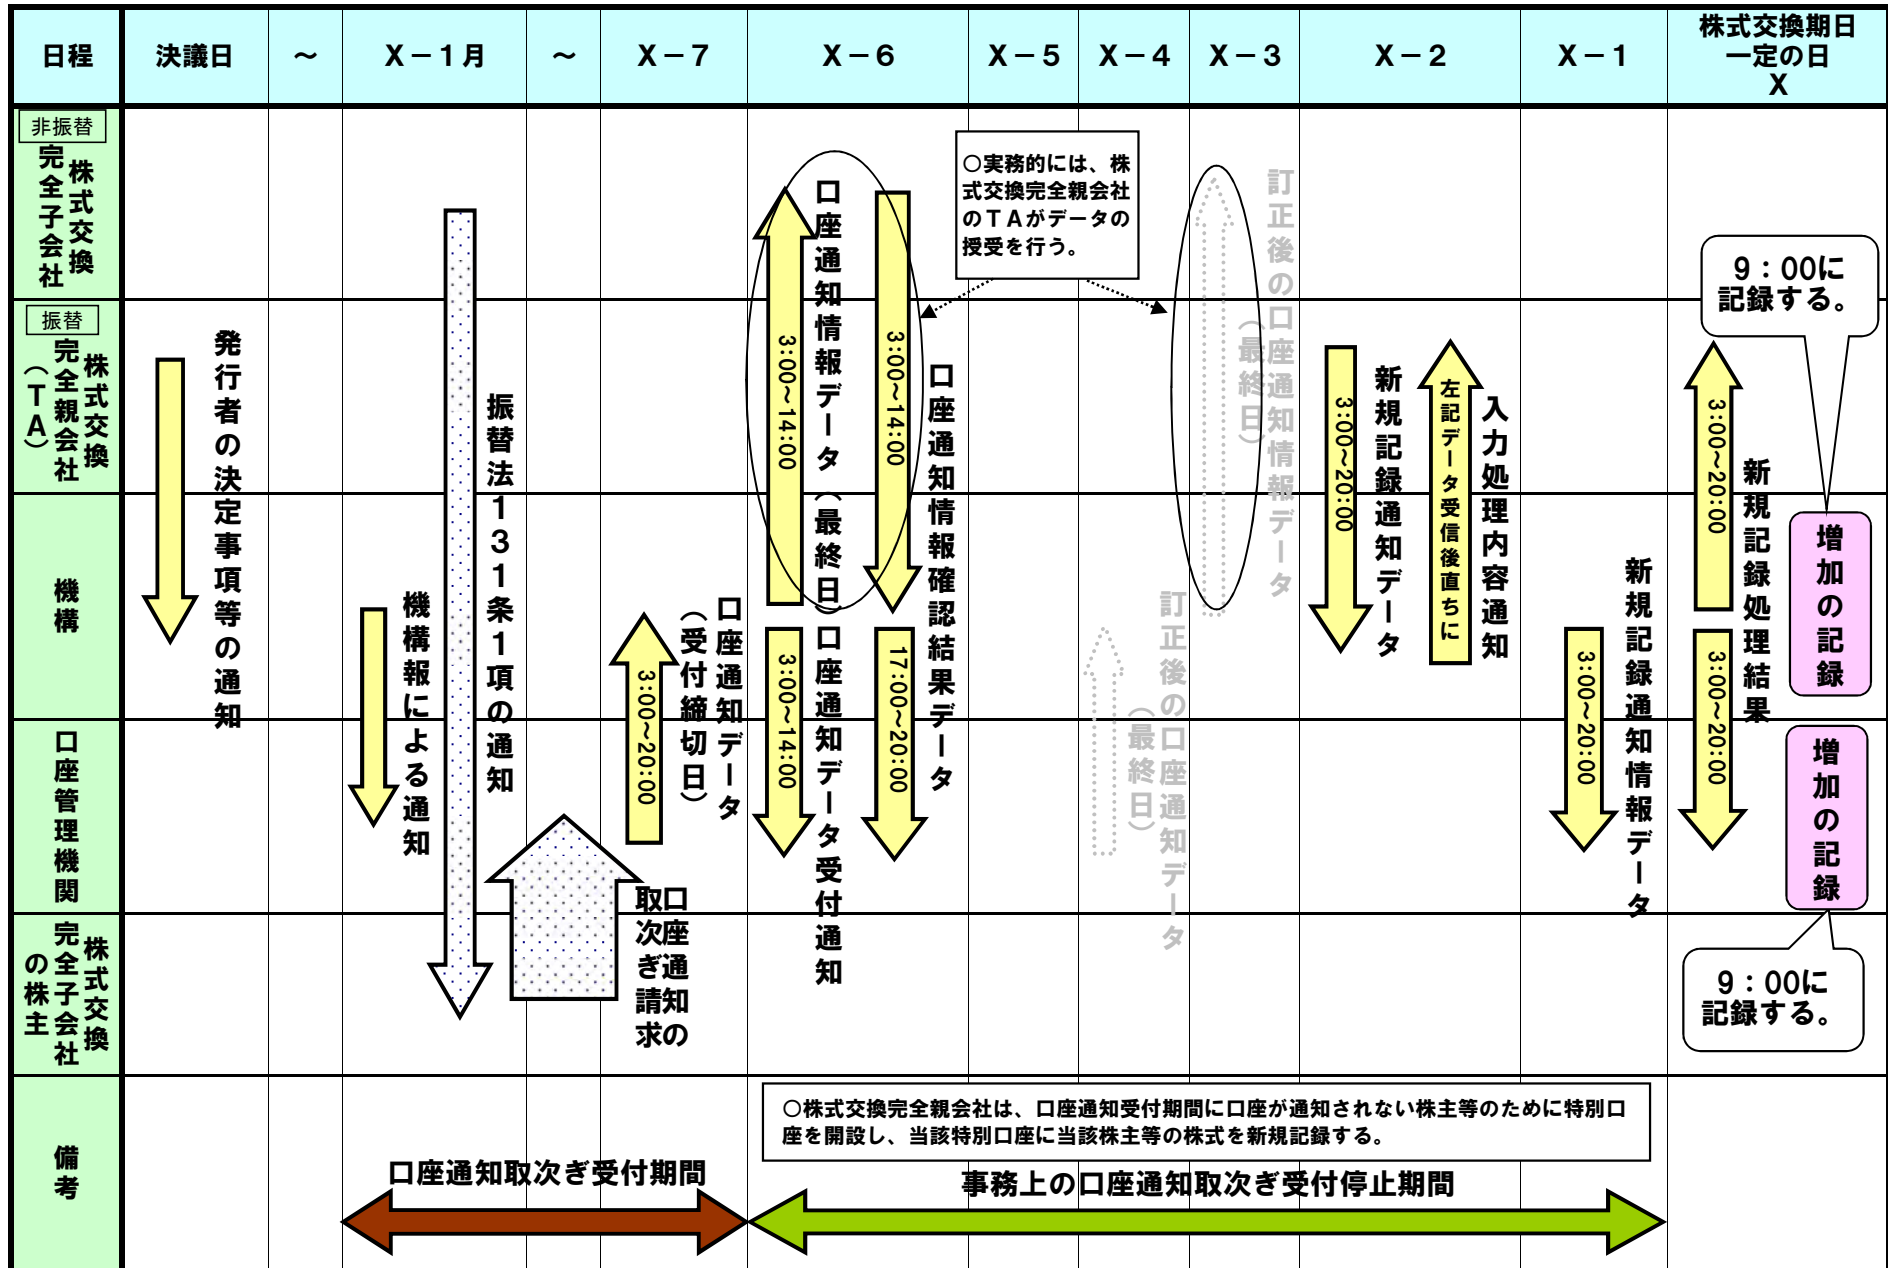 日程
決議日
～
X－1月
～
X－7
X－6
X－5
X－4
X－3
X－2
X－1
株式交換期日
一定の日
X
非振替
株式交換
完全子会社
振替
株式交換
完全親会社
（ＴＡ）
機構
口座管理機関
株式交換
完全子会社
の株主
備考
発行者の決定事項等の通知
機構報による通知
振替法１３１条１項の通知
口座通知の
取次ぎ請求
3:00～20:00
口座通知データ
（受付締切日）
3:00～14:00
口座通知情報データ（最終日）
3:00～14:00
口座通知データ受付通知
3:00～14:00
17:00～20:00
口座通知情報確認結果データ
○実務的には、株
式交換完全親会社
のＴＡがデータの
授受を行う。
訂正後の口座通知データ
（最終日）
訂正後の口座通知情報データ
（最終日）
3:00～20:00
新規記録通知データ
左記データ受信後直ちに
入力処理内容通知
3:00～20:00
新規記録通知情報データ
3:00～20:00
3:00～20:00
新規記録処理結果
9：00に
記録する。
増加の記録
増加の記録
9：00に
記録する。
○株式交換完全親会社は、口座通知受付期間に口座が通知されない株主等のために特別口
座を開設し、当該特別口座に当該株主等の株式を新規記録する。
口座通知取次ぎ受付期間
事務上の口座通知取次ぎ受付停止期間